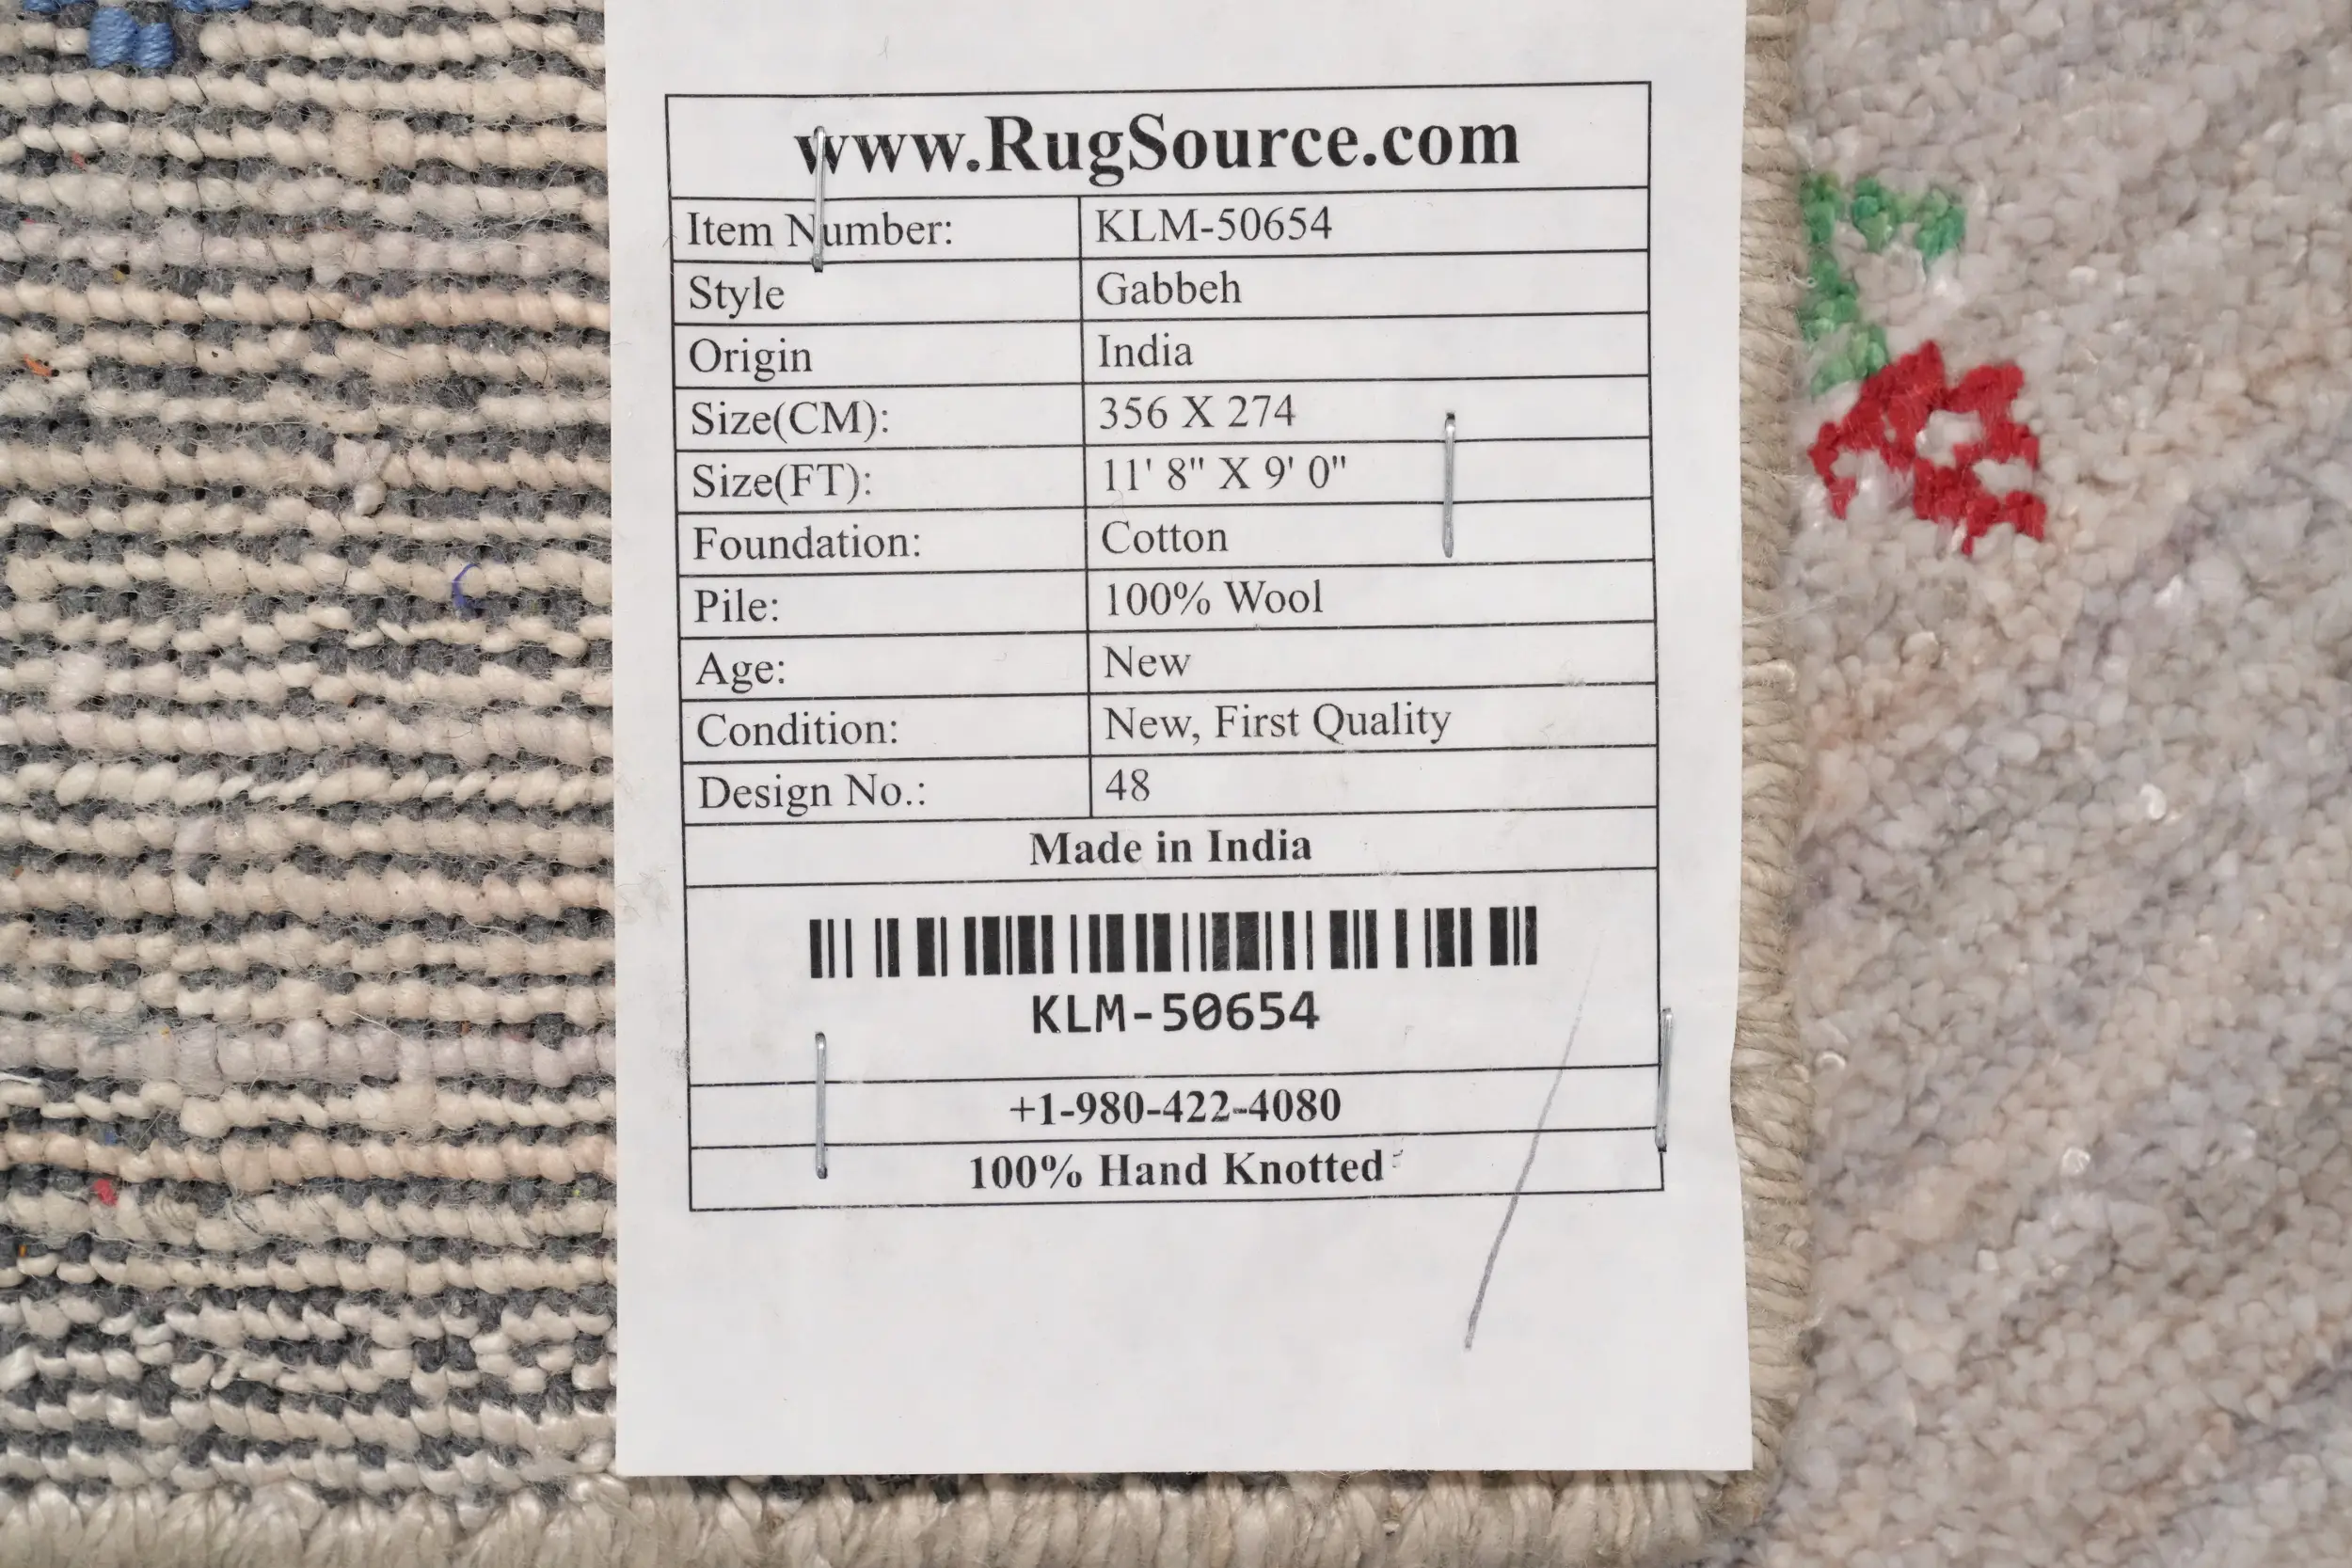 www.RugSource.com
Item Number: KLM-50654
Style Gabbeh
Origin India
Size(CM): 356 X 274
Size(FT): 11' 8" X 9' 0"
Foundation: Cotton
Pile: 100% Wool
Age: New
Condition: New, First Quality
Design No.: 48
Made in India
KLM-50654
+1-980-422-4080
100% Hand Knotted